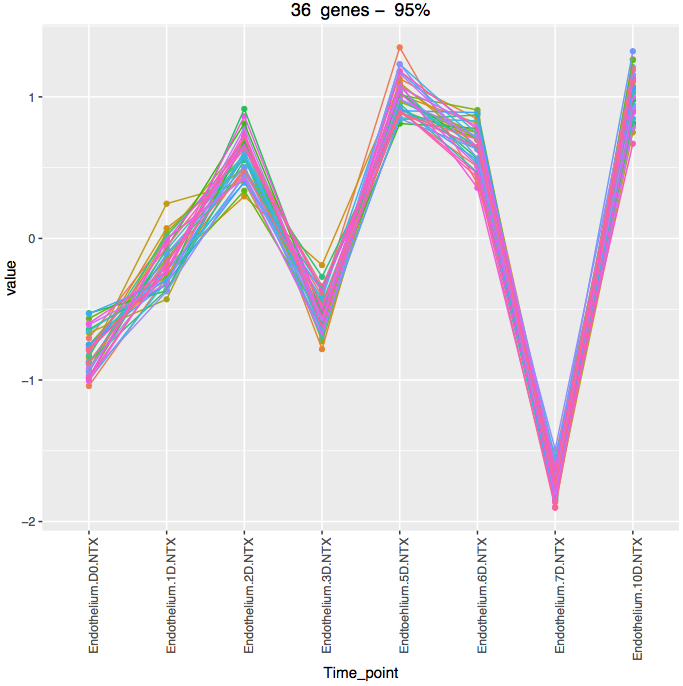 36 genes – 95%
1
0
−1
−2
value
Endothelium.D0.NTX
Endothelium.1D.NTX
Endothelium.2D.NTX
Endothelium.3D.NTX
Endtoehlium.5D.NTX
Endothelium.6D.NTX
Endothelium.7D.NTX
Endothelium.10D.NTX
Time_point